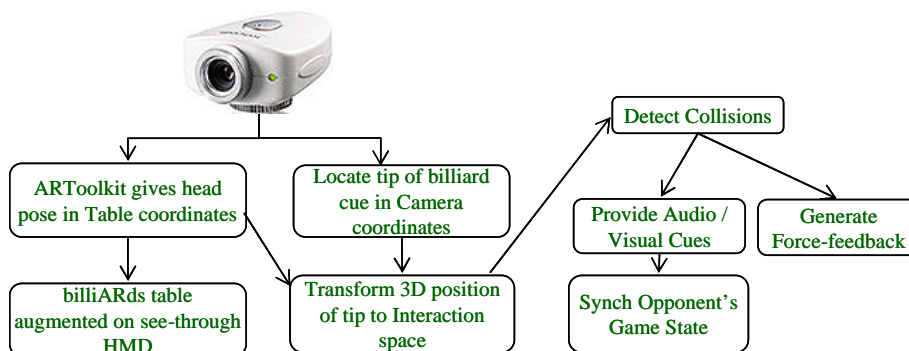 Detect Collisions
ARToolkit gives head
pose in Table coordinates
Locate tip of billiard
cue in Camera
coordinates
Provide Audio /
Visual Cues
Generate
Force-feedback
billiARds table
augmented on see-through
HMD
Transform 3D position
of tip to Interaction
space
Synch Opponent's
Game State